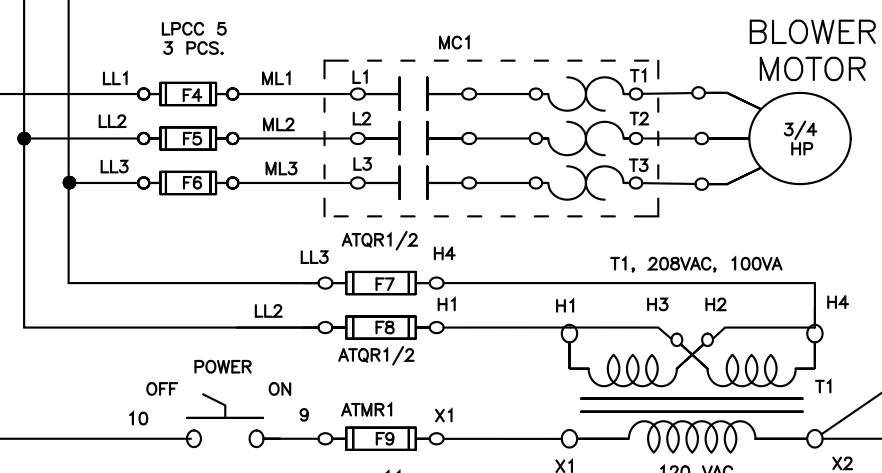 LPCC 5
3 PCS.
MC1
BLOWER
MOTOR
LL1 F4 ML1 L1 T1
LL2 F5 ML2 L2 T2
3/4
HP
LL3 F6 ML3 L3 T3
ATQR1/2
LL3 F7 H4
T1, 208VAC, 100VA
LL2 F8 H1
H1 H3 H2 H4
ATQR1/2
POWER
OFF ON
T1
10 9
ATMR1
F9 X1
X1 120 VAC X2